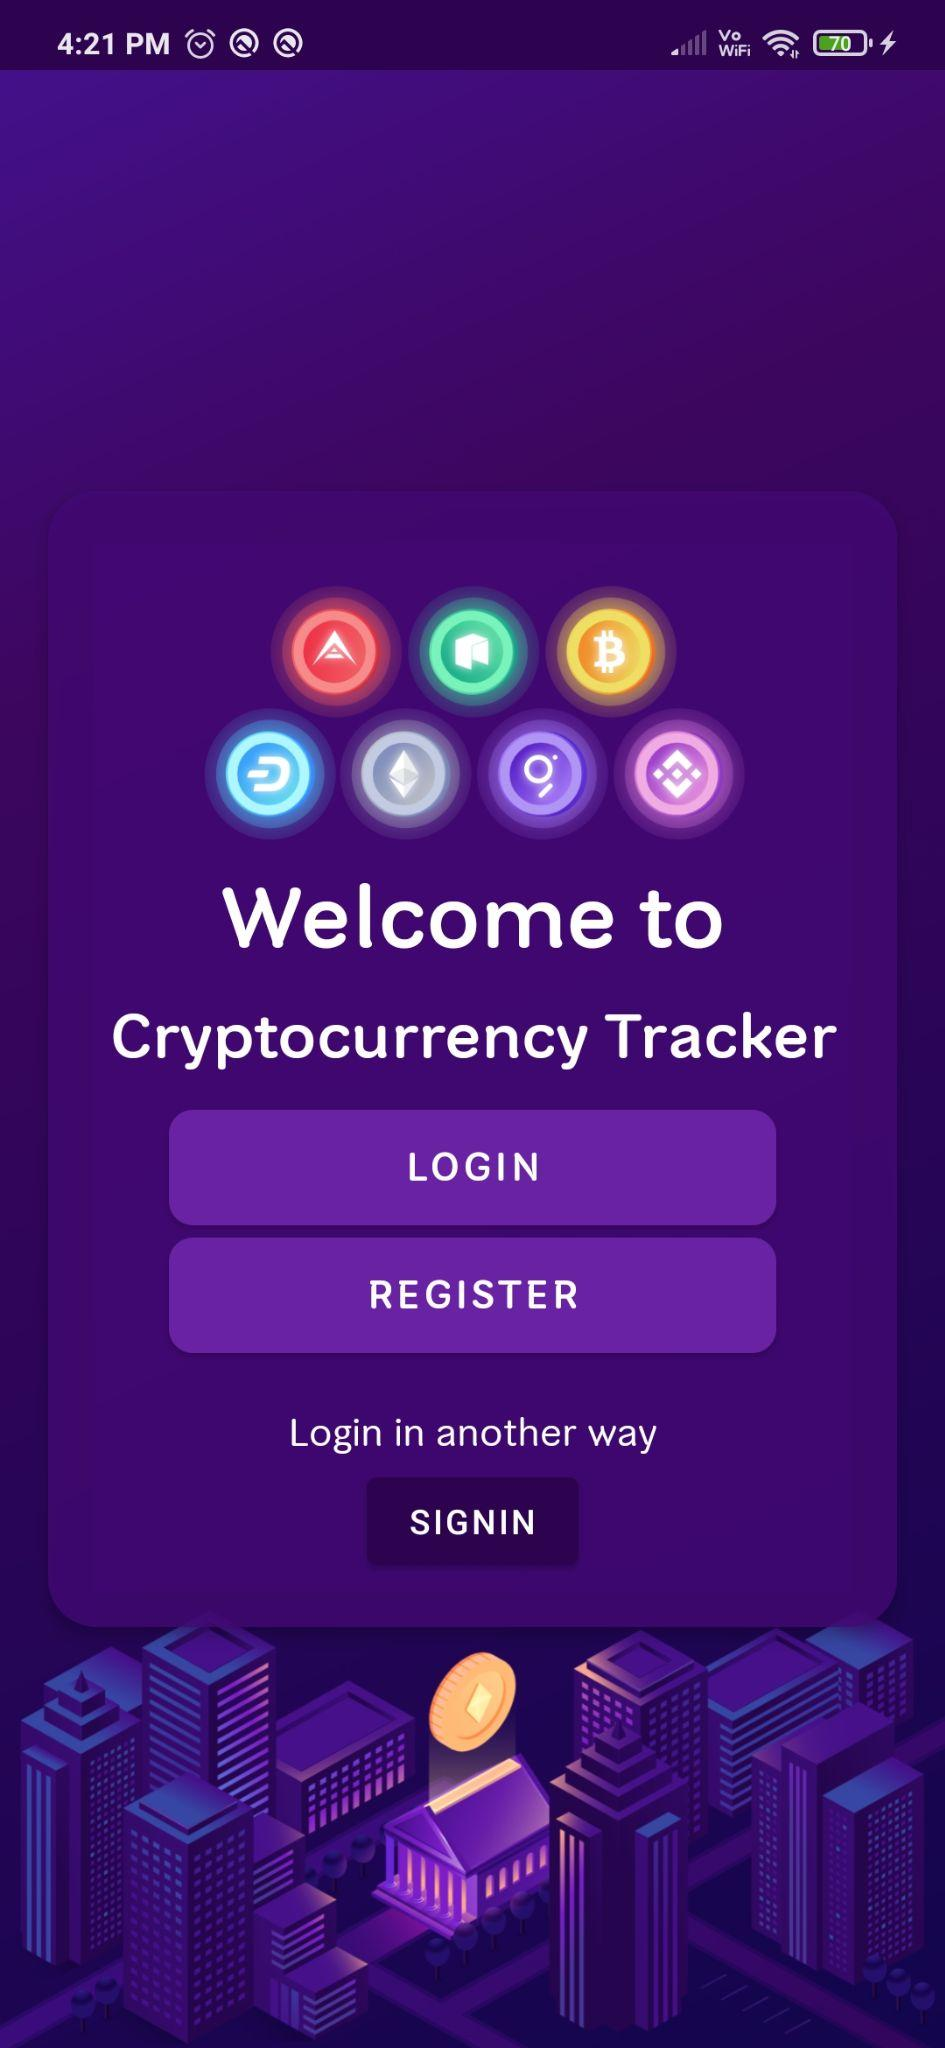 4:21 PM
Vo
WiFi
70
Welcome to
Cryptocurrency Tracker
LOGIN
REGISTER
Login in another way
SIGNIN